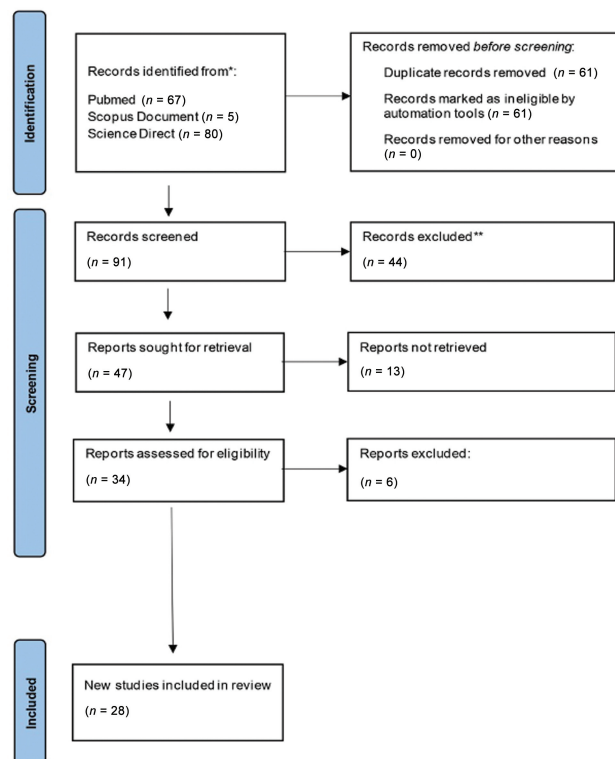 Identification
Records identified from*:
Pubmed (n = 67)
Scopus Document (n = 5)
Science Direct (n = 80)
Records removed before screening:
Duplicate records removed (n = 61)
Records marked as ineligible by
automation tools (n = 61)
Records removed for other reasons
(n = 0)
Screening
Records screened
(n = 91)
Records excluded**
(n = 44)
Reports sought for retrieval
(n = 47)
Reports not retrieved
(n = 13)
Reports assessed for eligibility
(n = 34)
Reports excluded:
(n = 6)
Included
New studies included in review
(n = 28)